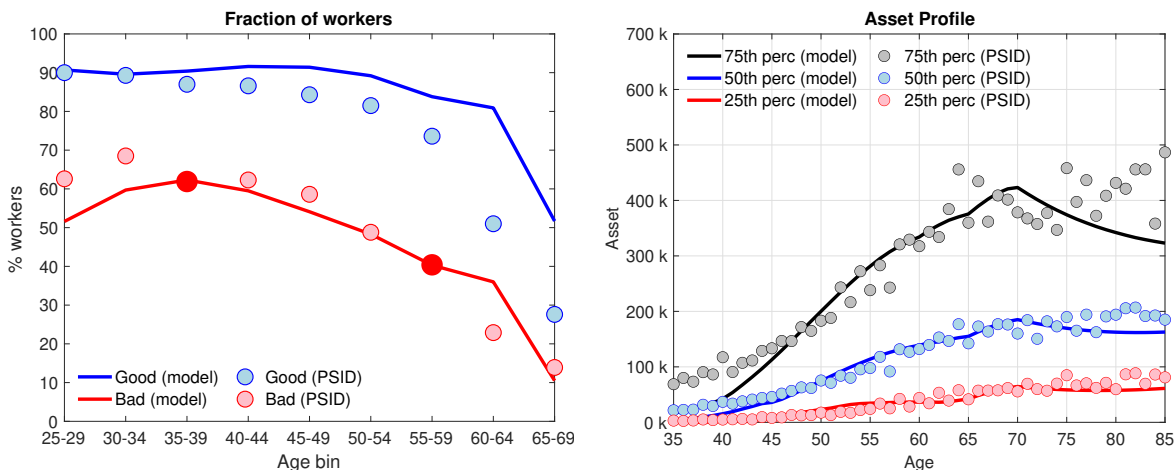 Fraction of workers
100
90
80
70
60
50
40
30
20
10
0
% workers
Good (model)
Good (PSID)
Bad (model)
Bad (PSID)
25-29 30-34 35-39 40-44 45-49 50-54 55-59 60-64 65-69
Age bin
Asset Profile
700 k
600 k
500 k
400 k
300 k
200 k
100 k
0 k
Asset
75th perc (model)
75th perc (PSID)
50th perc (model)
50th perc (PSID)
25th perc (model)
25th perc (PSID)
35 40 45 50 55 60 65 70 75 80 85
Age